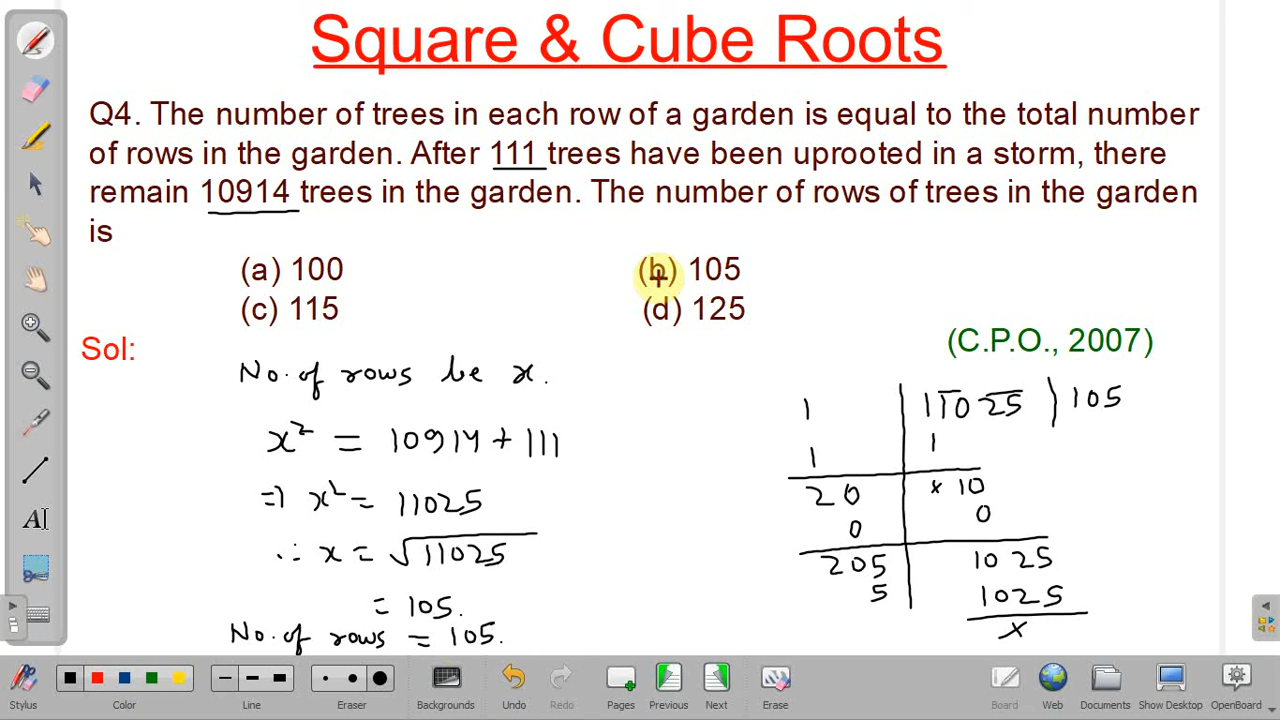 Square & Cube Roots
Q4. The number of trees in each row of a garden is equal to the total number
of rows in the garden. After 111 trees have been uprooted in a storm, there
remain 10914 trees in the garden. The number of rows of trees in the garden
is
(a) 100 (b) 105
(c) 115 (d) 125
(C.P.O., 2007)
Sol:
No. of rows be x.
x² = 10914 + 111
⇒ x² = 11025
∴ x = √11025
= 105.
No. of rows = 105.
1 | 1 10 25 ) 105
1 | 1
20 | × 10
0 | 0
205 | 1025
5 | 1025
×
Stylus Color Line Eraser Backgrounds Undo Redo Pages Previous Next Erase Board Web Documents Show Desktop OpenBoard